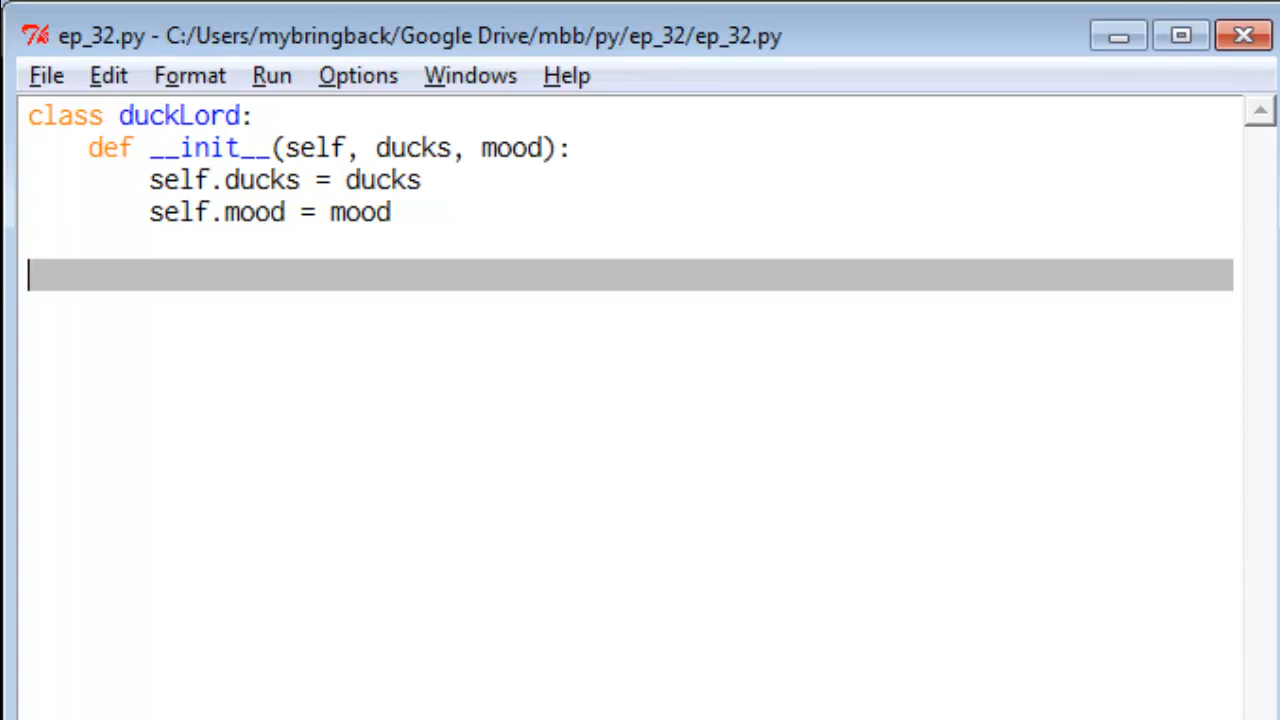 ep_32.py - C:/Users/mybringback/Google Drive/mbb/py/ep_32/ep_32.py
File Edit Format Run Options Windows Help
class duckLord:
    def __init__(self, ducks, mood):
        self.ducks = ducks
        self.mood = mood